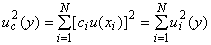 u_c^2(y) = \sum_{i=1}^{N} [c_i u(x_i)]^2 = \sum_{i=1}^{N} u_i^2(y)